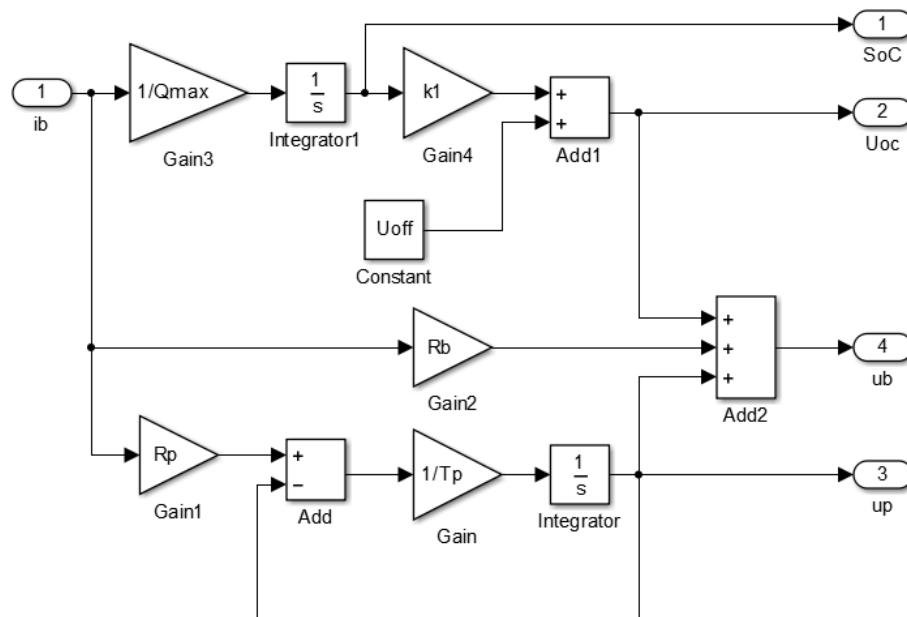 1
SoC
1/Qmax
1
s
k1
+
+
1
ib
2
Uoc
Integrator1
Gain3
Gain4
Add1
Uoff
Constant
+
Rb
+
4
+
ub
Gain2
Add2
Rp
+
−
1/Tp
1
s
3
Gain1
Add
Gain
Integrator
up